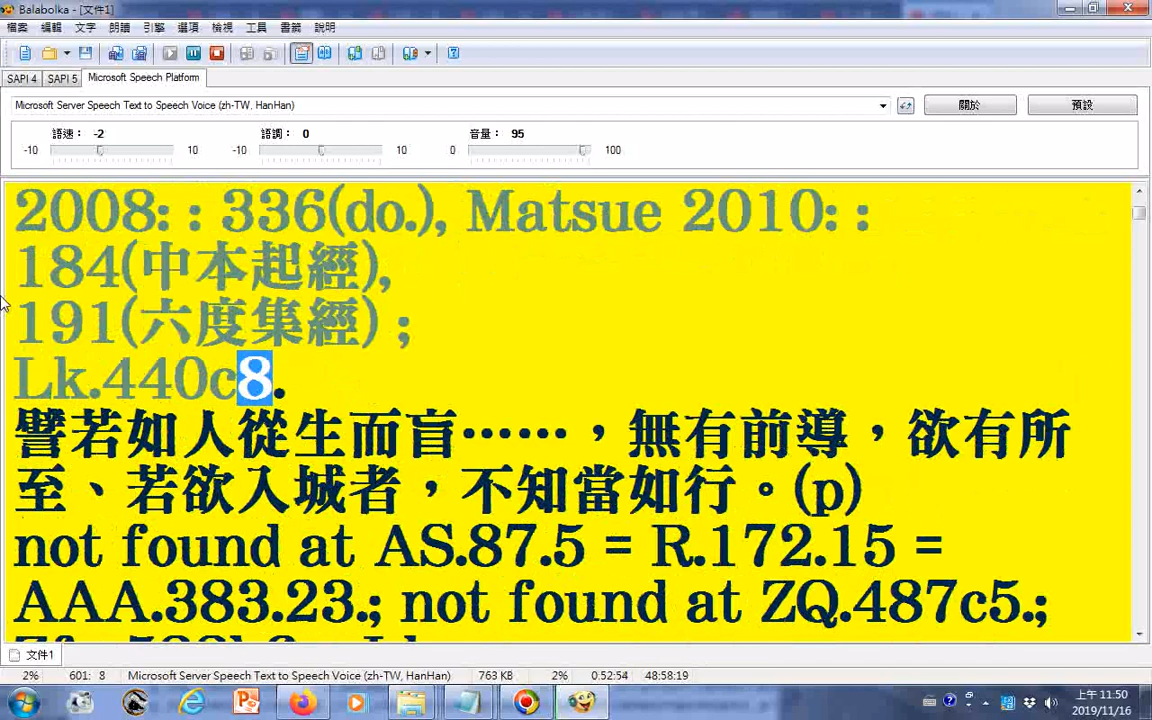 Balabolka - [文件1]
檔案 編輯 文字 朗讀 引擎 選項 檢視 工具 書籤 說明
SAPI 4 SAPI 5 Microsoft Speech Platform
Microsoft Server Speech Text to Speech Voice (zh-TW, HanHan) 關於 預設
語速： -2 語調： 0 音量： 95
-10 10 -10 10 0 100
2008: : 336(do.), Matsue 2010: :
184(中本起經),
191(六度集經) ;
Lk.440c8.
譬若如人從生而盲⋯⋯，無有前導，欲有所
至、若欲入城者，不知當如行。(p)
not found at AS.87.5 = R.172.15 =
AAA.383.23.; not found at ZQ.487c5.;
文件1
2% 601: 8 Microsoft Server Speech Text to Speech Voice (zh-TW, HanHan) 763 KB 2% 0:52:54 48:58:19
上午 11:50
2019/11/16